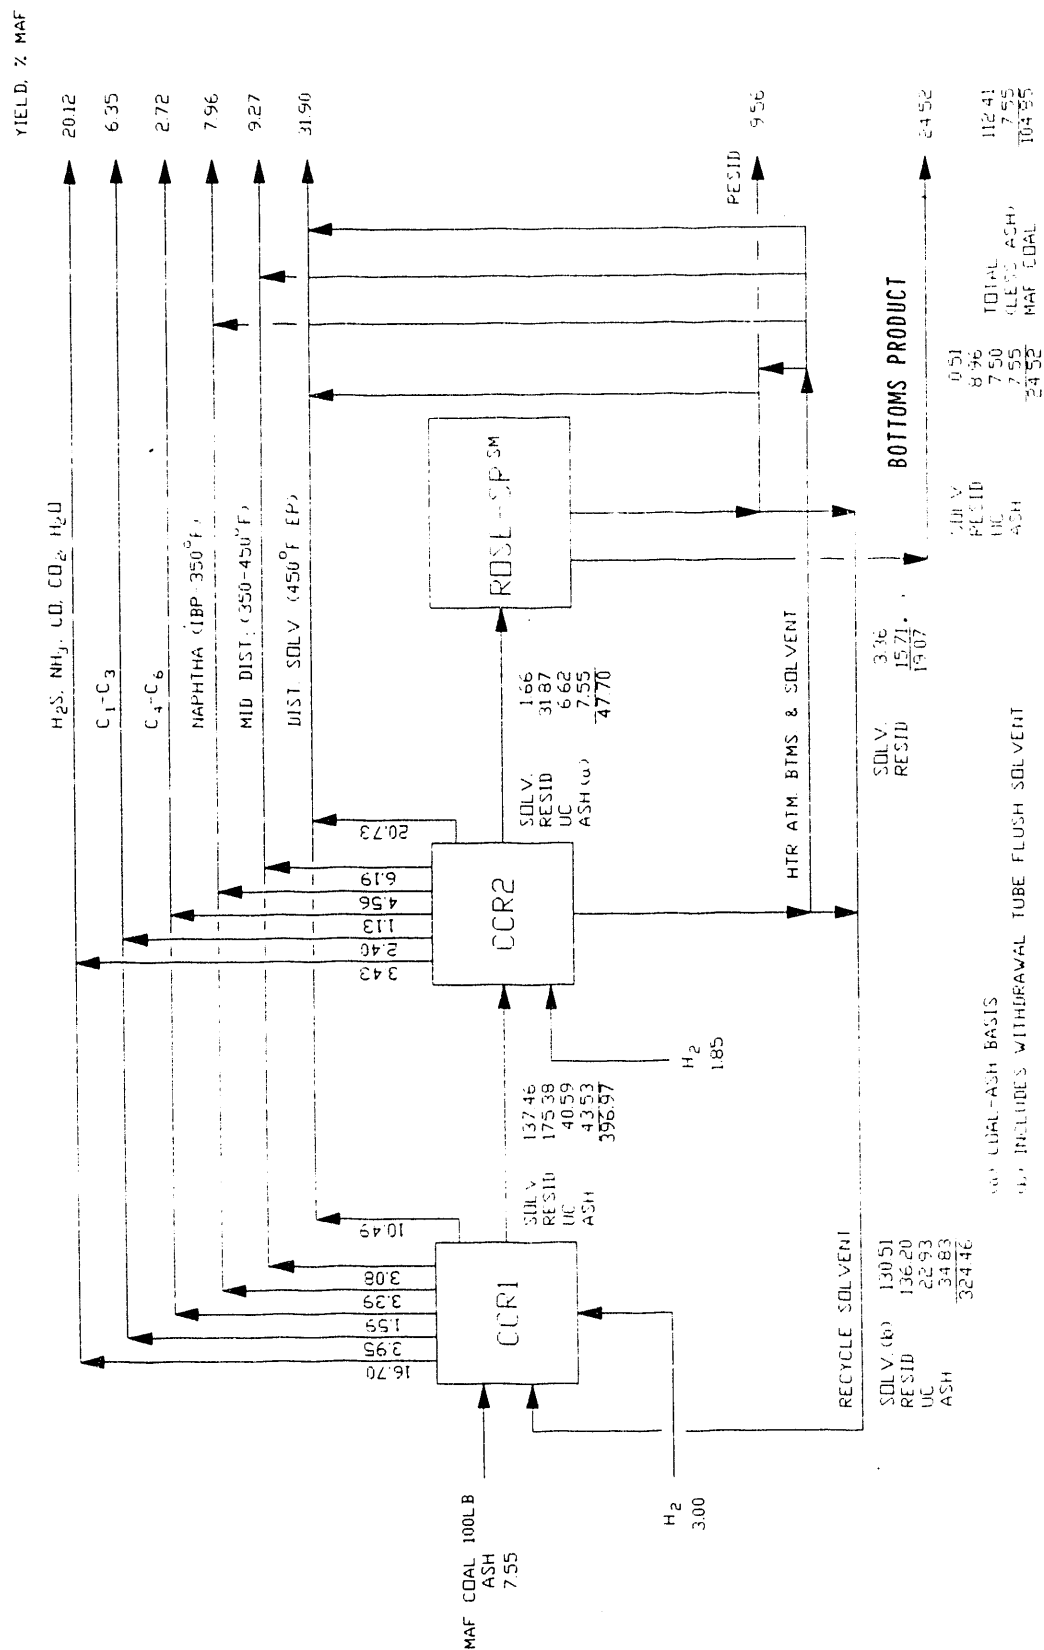 YIELD, % MAF
H₂S, NH₃, CO, CO₂, H₂O
20.12
C₁-C₃
6.35
C₄-C₆
2.72
NAPHTHA (IBP-350°F)
7.96
MID DIST. (350-450°F)
9.27
DIST. SOLV (450°F EP)
31.90
16.70
3.95
1.59
3.39
3.08
10.49
3.43
2.40
1.13
4.56
6.19
20.73
MAF COAL 100LB
ASH
7.55
CCR1
H₂
3.00
SOLV. 137.46
RESID 175.38
UC 40.59
ASH 43.53
396.97
CCR2
H₂
1.85
SOLV. 1.66
RESID 31.87
UC 6.62
ASH (a) 7.55
47.70
ROSE-SR SM
RESID
9.56
HTR ATM. BTMS & SOLVENT
RECYCLE SOLVENT
SOLV. (b) 130.51
RESID 136.20
UC 22.93
ASH 34.83
324.46
SOLV. 3.36
RESID 15.71
19.07
BOTTOMS PRODUCT
24.52
SOLV 0.51
RESID 8.96
UC 7.50
ASH 7.55
24.52
TOTAL 112.41
(LESS ASH) 7.55
MAF COAL 104.85
(a) COAL-ASH BASIS
(b) INCLUDES WITHDRAWAL TUBE FLUSH SOLVENT